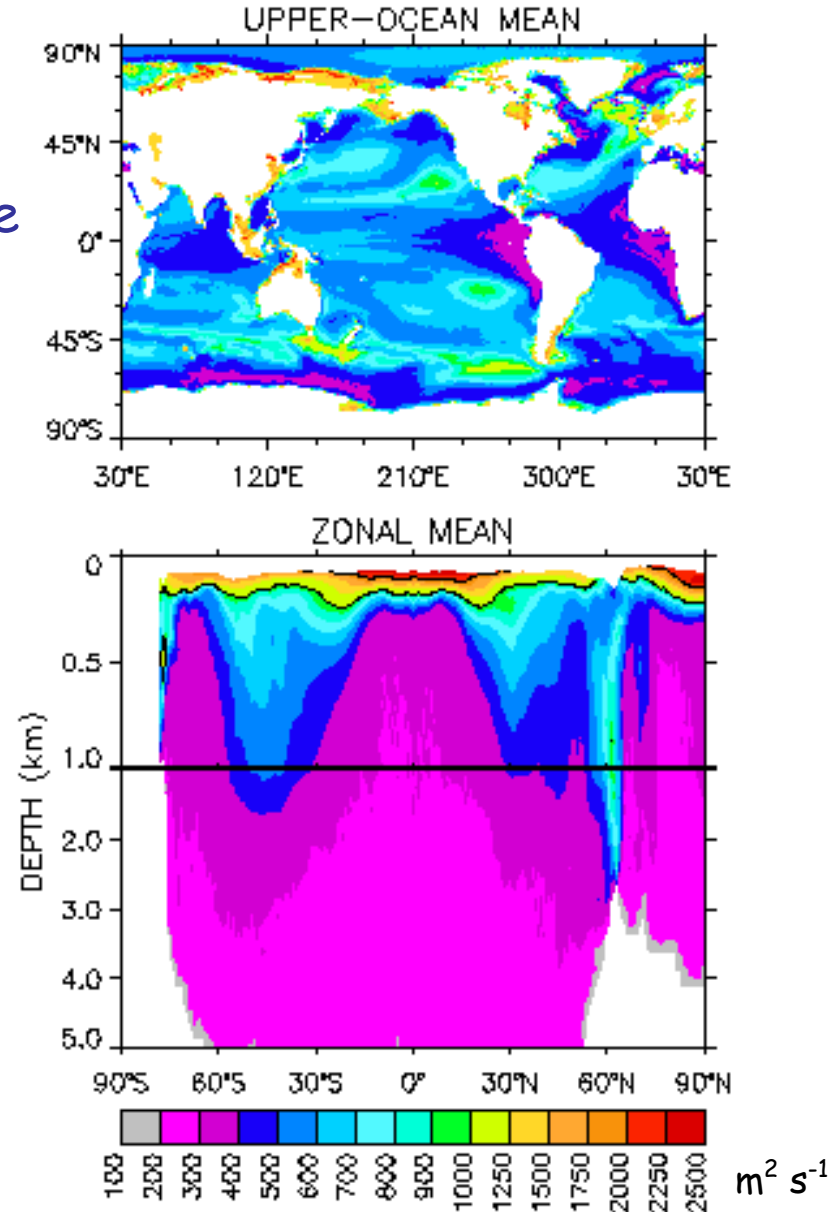 UPPER-OCEAN MEAN
90°N
45°N
e
0°
45°S
90°S
30°E 120°E 210°E 300°E 30°E
ZONAL MEAN
0
0.5
1.0
DEPTH (km)
2.0
3.0
4.0
5.0
90°S 60°S 30°S 0° 30°N 60°N 90°N
100 200 300 400 500 600 700 800 900 1000 1250 1500 1750 2000 2250 2500 m² s⁻¹